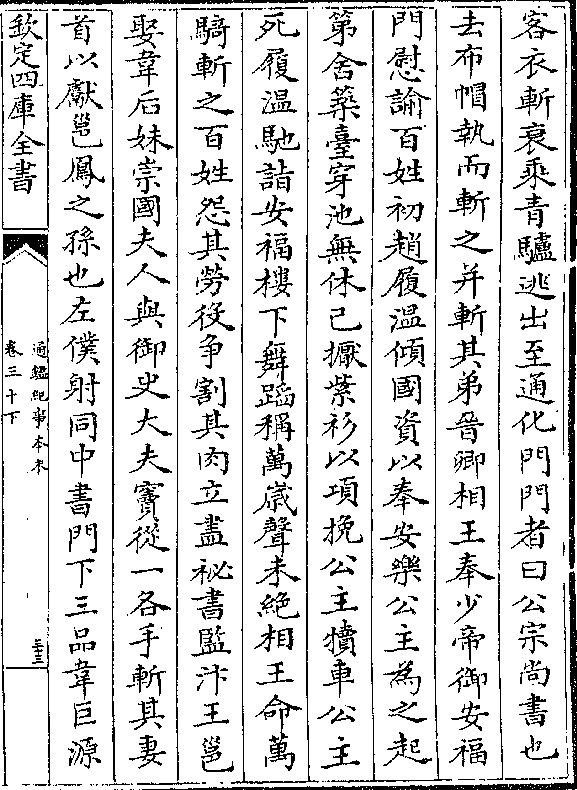 客衣斬衰乘青驢逃出至通化門門者曰公宗尚書也
去布帽執而斬之并斬其弟晉卿相王奉少帝御安福
門慰諭百姓初趙履溫傾國資以奉安樂公主為之起
第舍築臺穿池無休已擫紫衫以項挽公主犢車公主
死履溫馳詣安福樓下舞蹈稱萬歲聲未絶相王命萬
騎斬之百姓怨其勞役争割其肉立盡祕書監汴王邕
娶韋后妹崇國夫人與御史大夫竇從一各手斬其妻
首以獻邕鳳之孫也左僕射同中書門下三品韋巨源
欽定四庫全書
通鑑紀事本末
卷三十下
三十三